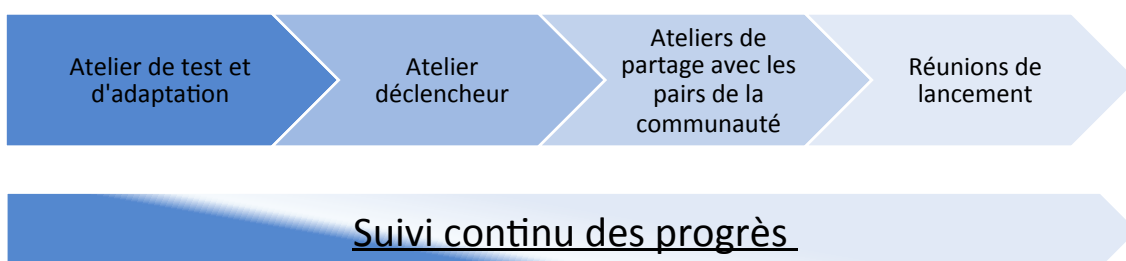 Atelier de test et
d'adaptation
Atelier
déclencheur
Ateliers de
partage avec les
pairs de la
communauté
Réunions de
lancement
Suivi continu des progrès